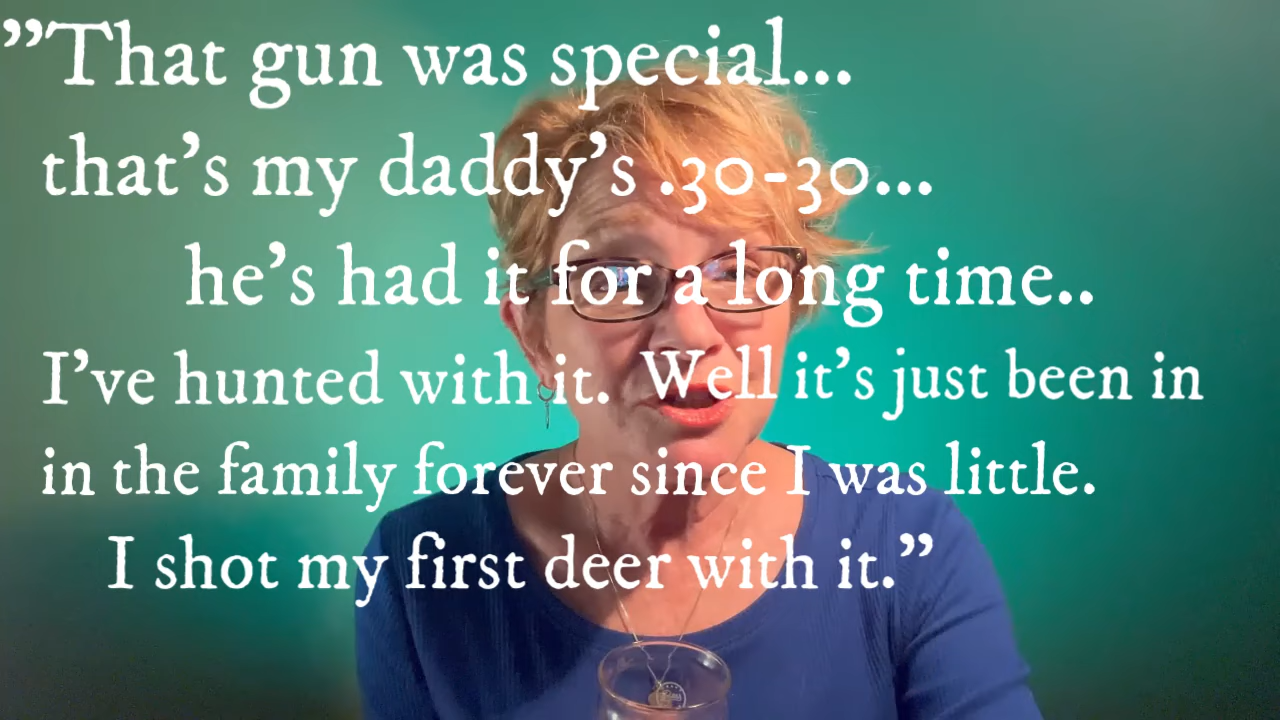 ”That gun was special...
that’s my daddy’s .30-30...
he’s had it for a long time..
I’ve hunted with it. Well it’s just been in
in the family forever since I was little.
I shot my first deer with it.”